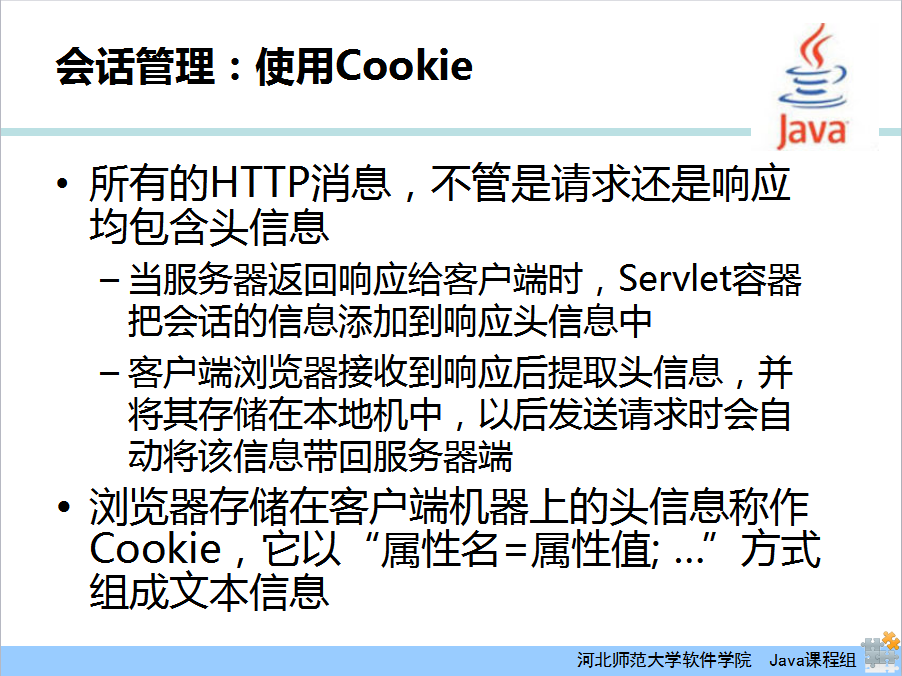 会话管理：使用Cookie
Java
• 所有的HTTP消息，不管是请求还是响应
均包含头信息
– 当服务器返回响应给客户端时，Servlet容器
把会话的信息添加到响应头信息中
– 客户端浏览器接收到响应后提取头信息，并
将其存储在本地机中，以后发送请求时会自
动将该信息带回服务器端
• 浏览器存储在客户端机器上的头信息称作
Cookie，它以“属性名=属性值; …”方式
组成文本信息
河北师范大学软件学院 Java课程组